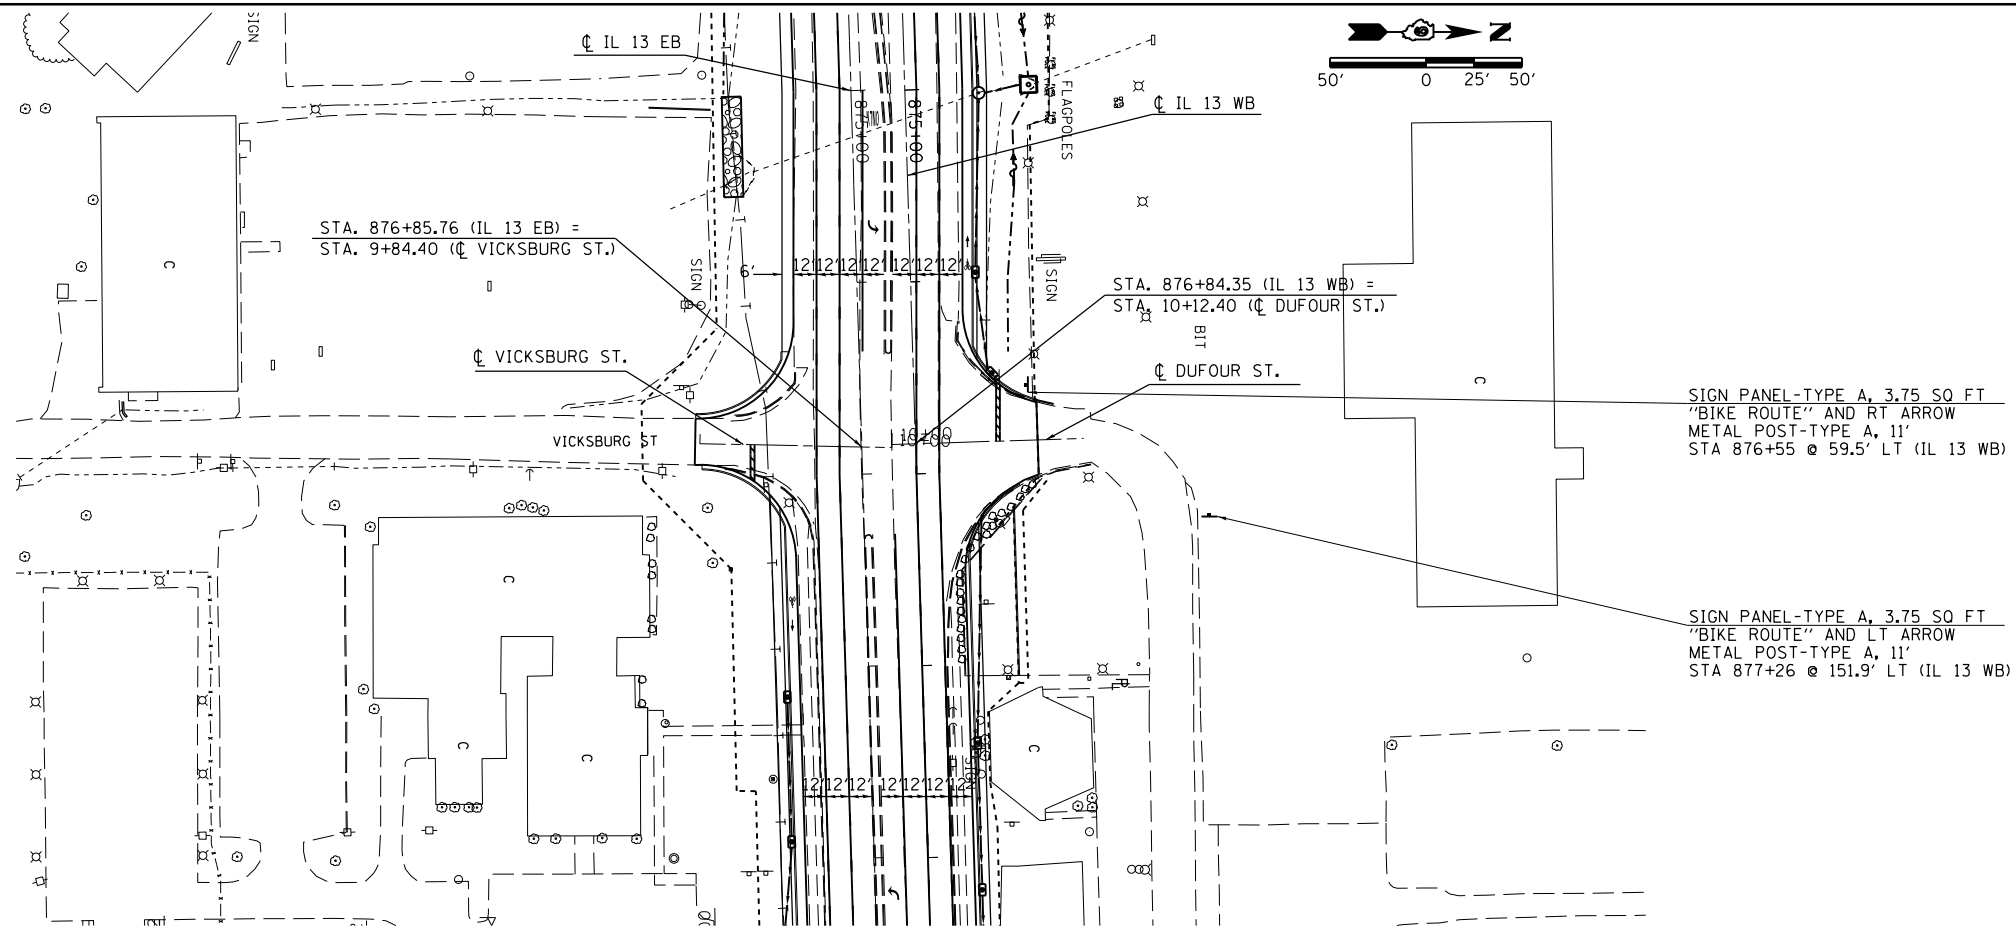 SIGN
℄ IL 13 EB
N
50' 0 25' 50'
FLAGPOLES
℄ IL 13 WB
875+00
875+00
STA. 876+85.76 (IL 13 EB) =
STA. 9+84.40 (℄ VICKSBURG ST.)
C
SIGN
6'
12' 12' 12' 12' 12' 12' 12'
SIGN
STA. 876+84.35 (IL 13 WB) =
STA. 10+12.40 (℄ DUFOUR ST.)
BIT
℄ VICKSBURG ST.
℄ DUFOUR ST.
C
SIGN PANEL-TYPE A, 3.75 SQ FT
"BIKE ROUTE" AND RT ARROW
METAL POST-TYPE A, 11'
STA 876+55 @ 59.5' LT (IL 13 WB)
VICKSBURG ST
C
SIGN PANEL-TYPE A, 3.75 SQ FT
"BIKE ROUTE" AND LT ARROW
METAL POST-TYPE A, 11'
STA 877+26 @ 151.9' LT (IL 13 WB)
C
C
C
SIGN
12' 12' 12' 12' 12' 12' 12'